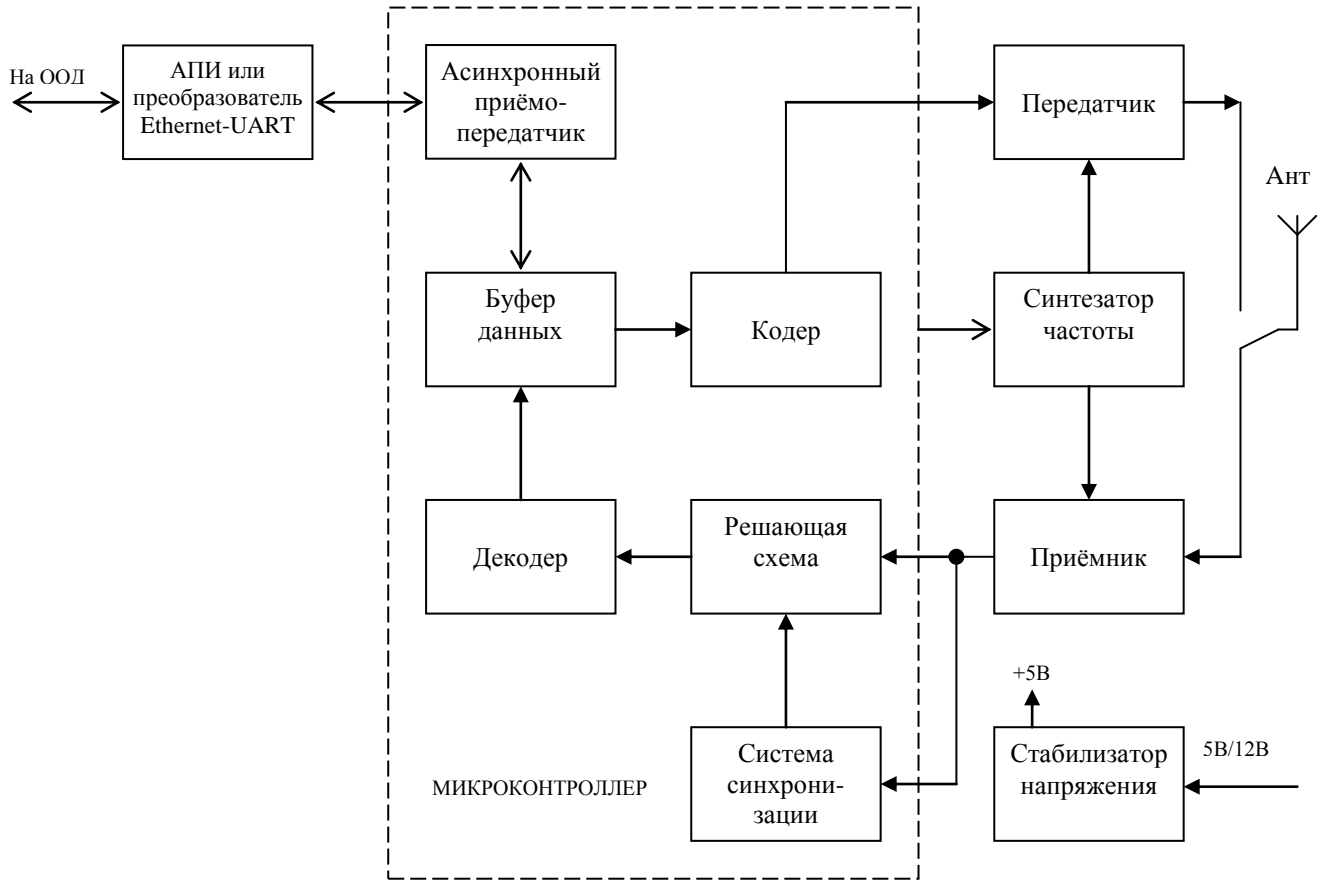 На ООД
АПИ или
преобразователь
Ethernet-UART
Асинхронный
приёмо-
передатчик
Передатчик
Ант
Буфер
данных
Кодер
Синтезатор
частоты
Декодер
Решающая
схема
Приёмник
+5В
МИКРОКОНТРОЛЛЕР
Система
синхрони-
зации
Стабилизатор
напряжения
5В/12В